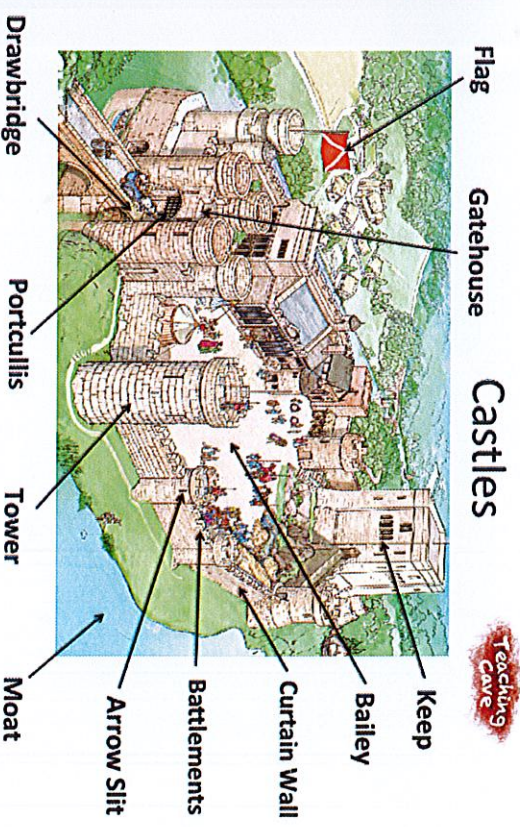 Castles
Teaching
Cave
Flag
Gatehouse
Keep
Bailey
Curtain Wall
Battlements
Arrow Slit
Drawbridge
Portcullis
Tower
Moat